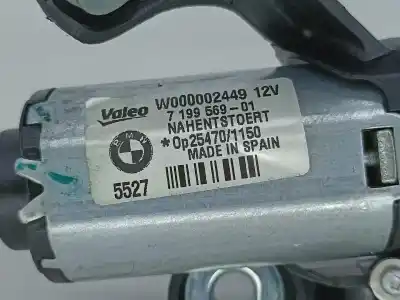 Valeo
W000002449 12V
7 199 569-01
NAHENTSTOERT
*Op25470/1150
MADE IN SPAIN
BMW
5527